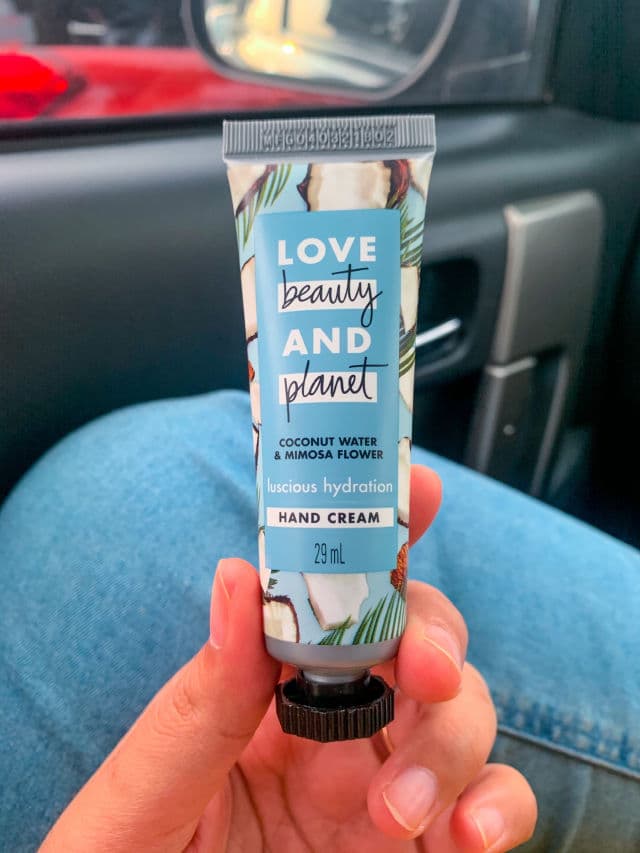 LOVE
beauty
AND
planet
COCONUT WATER
& MIMOSA FLOWER
luscious hydration
HAND CREAM
29 mL